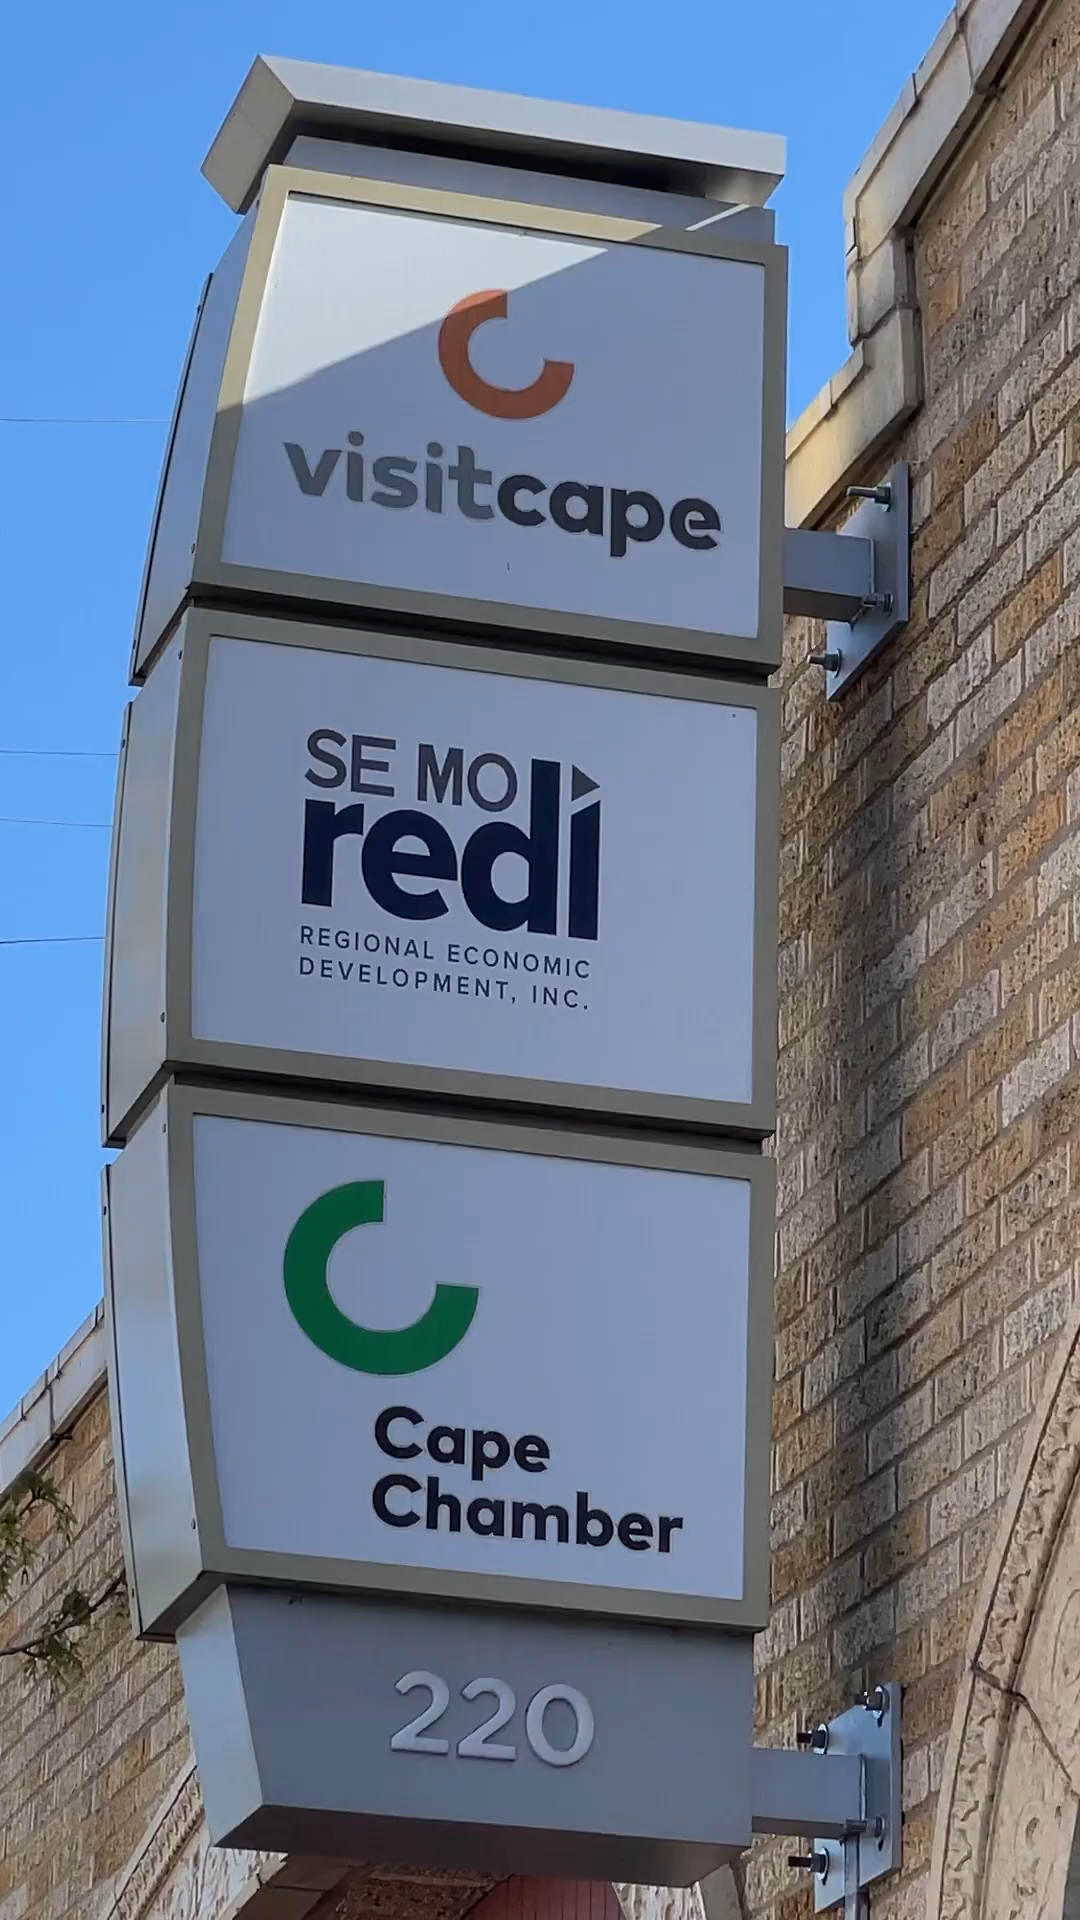 visitcape
SE MO
redi
REGIONAL ECONOMIC
DEVELOPMENT, INC.
Cape
Chamber
220